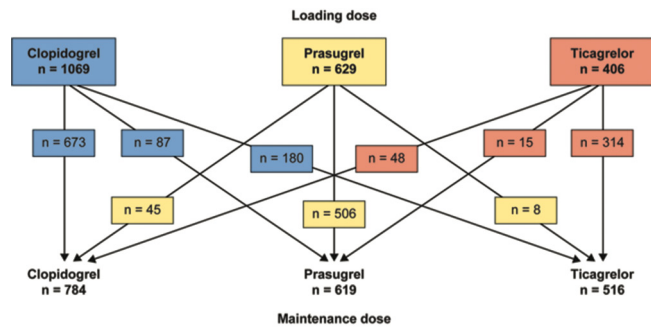 Loading dose
Clopidogrel
n = 1069
Prasugrel
n = 629
Ticagrelor
n = 406
n = 673
n = 87
n = 180
n = 48
n = 15
n = 314
n = 45
n = 506
n = 8
Clopidogrel
n = 784
Prasugrel
n = 619
Ticagrelor
n = 516
Maintenance dose